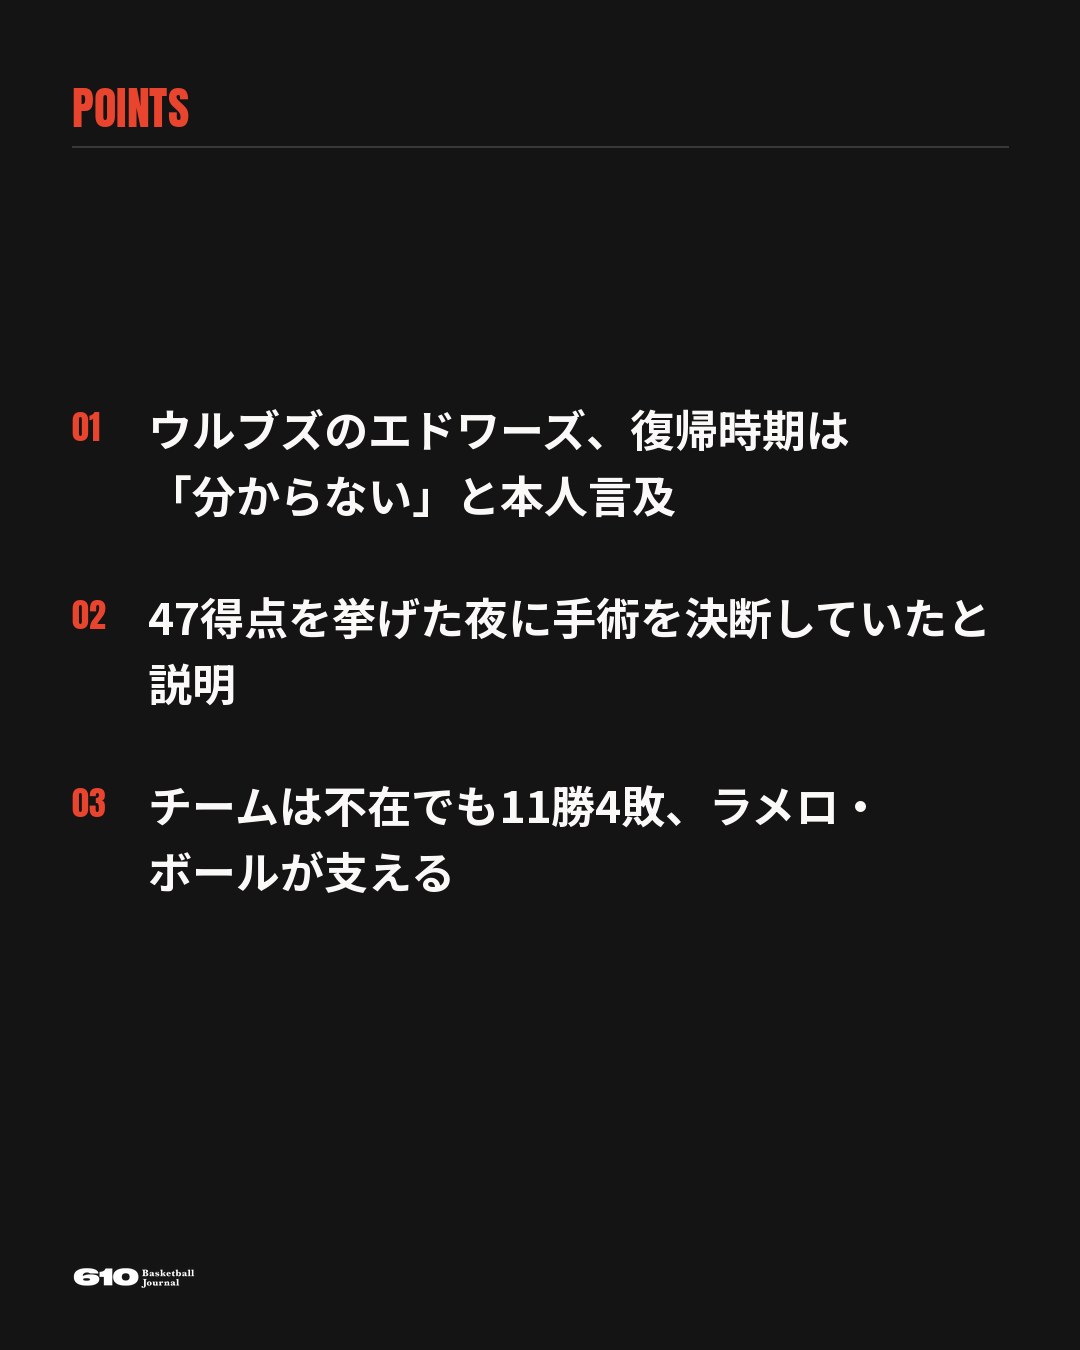 POINTS
01 ウルブズのエドワーズ、復帰時期は
「分からない」と本人言及
02 47得点を挙げた夜に手術を決断していたと
説明
03 チームは不在でも11勝4敗、ラメロ・
ボールが支える
610 Basketball
Journal